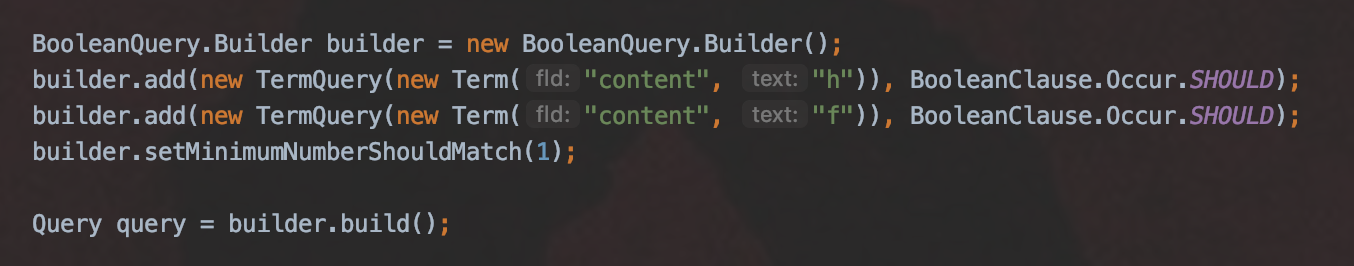 BooleanQuery.Builder builder = new BooleanQuery.Builder();
builder.add(new TermQuery(new Term( fld: "content", text: "h")), BooleanClause.Occur.SHOULD);
builder.add(new TermQuery(new Term( fld: "content", text: "f")), BooleanClause.Occur.SHOULD);
builder.setMinimumNumberShouldMatch(1);
Query query = builder.build();